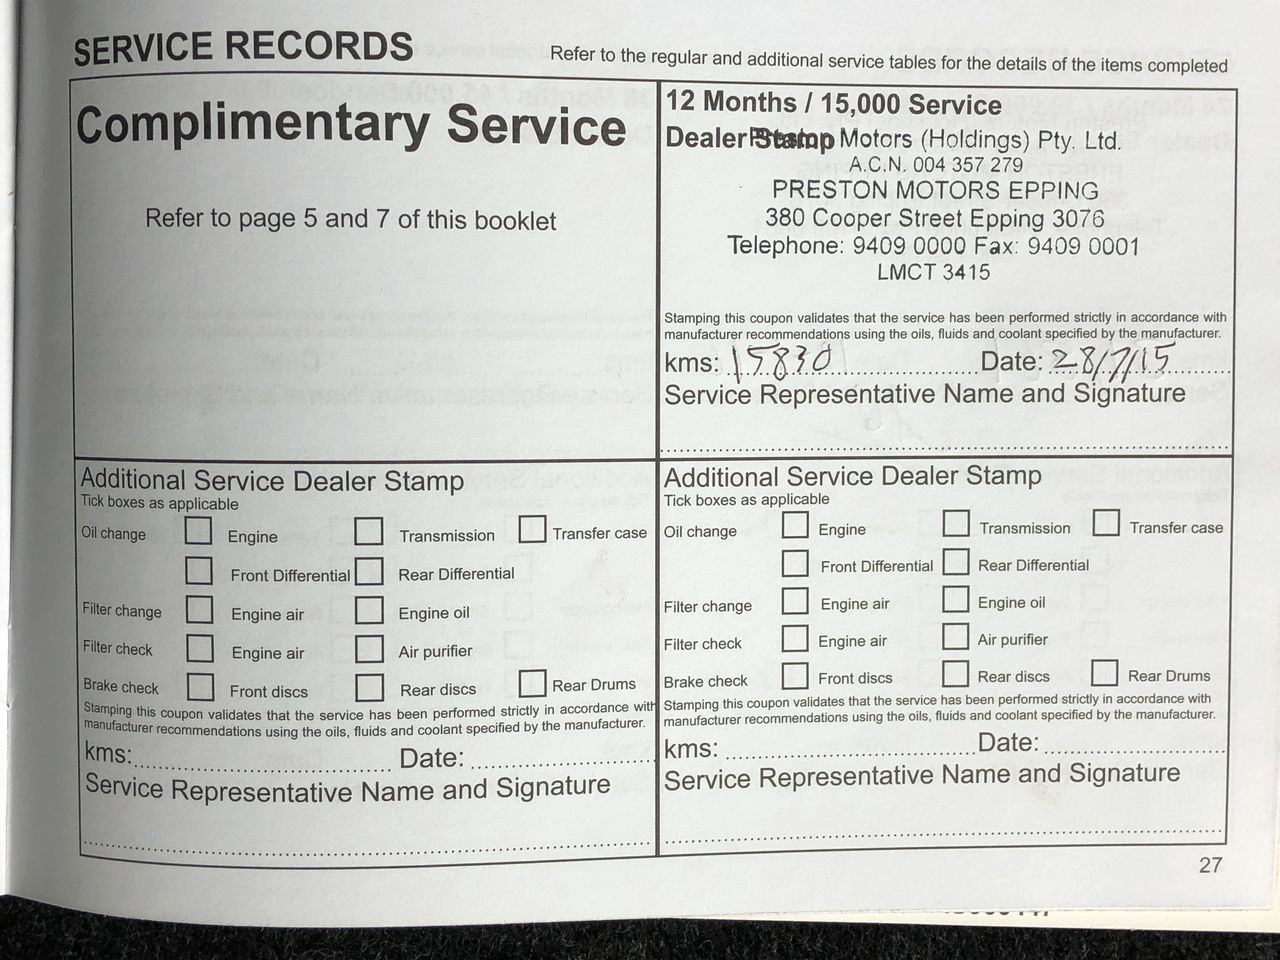 SERVICE RECORDS
Refer to the regular and additional service tables for the details of the items completed
Complimentary Service
Refer to page 5 and 7 of this booklet
12 Months / 15,000 Service
Dealer Stamp Motors (Holdings) Pty. Ltd.
A.C.N. 004 357 279
PRESTON MOTORS EPPING
380 Cooper Street Epping 3076
Telephone: 9409 0000 Fax: 9409 0001
LMCT 3415
Stamping this coupon validates that the service has been performed strictly in accordance with
manufacturer recommendations using the oils, fluids and coolant specified by the manufacturer.
kms: 15830 Date: 28/7/15
Service Representative Name and Signature
Additional Service Dealer Stamp
Tick boxes as applicable
Oil change Engine Transmission Transfer case
Front Differential Rear Differential
Filter change Engine air Engine oil
Filter check Engine air Air purifier
Brake check Front discs Rear discs Rear Drums
Stamping this coupon validates that the service has been performed strictly in accordance with
manufacturer recommendations using the oils, fluids and coolant specified by the manufacturer.
kms: Date:
Service Representative Name and Signature
Additional Service Dealer Stamp
Tick boxes as applicable
Oil change Engine Transmission Transfer case
Front Differential Rear Differential
Filter change Engine air Engine oil
Filter check Engine air Air purifier
Brake check Front discs Rear discs Rear Drums
Stamping this coupon validates that the service has been performed strictly in accordance with
manufacturer recommendations using the oils, fluids and coolant specified by the manufacturer.
kms: Date:
Service Representative Name and Signature
27